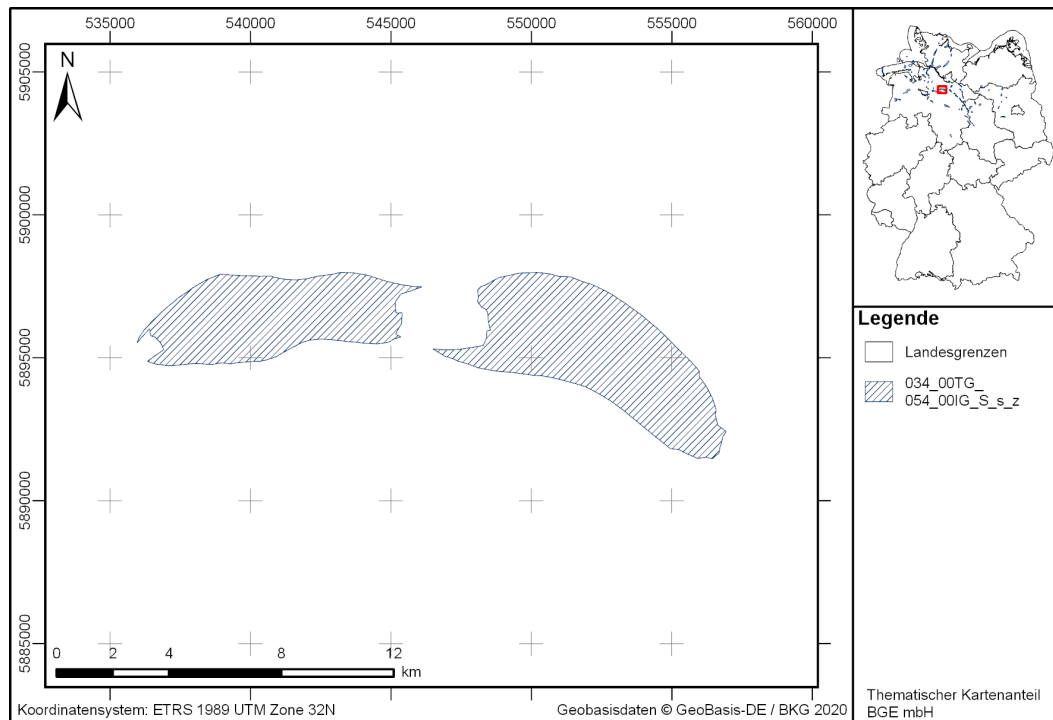 535000 540000 545000 550000 555000 560000
N
5905000
5900000
5895000
5890000
5885000
0 2 4 8 12
km
Koordinatensystem: ETRS 1989 UTM Zone 32N
Geobasisdaten © GeoBasis-DE / BKG 2020
Legende
Landesgrenzen
034_00TG_
054_00IG_S_s_z
Thematischer Kartenanteil
BGE mbH